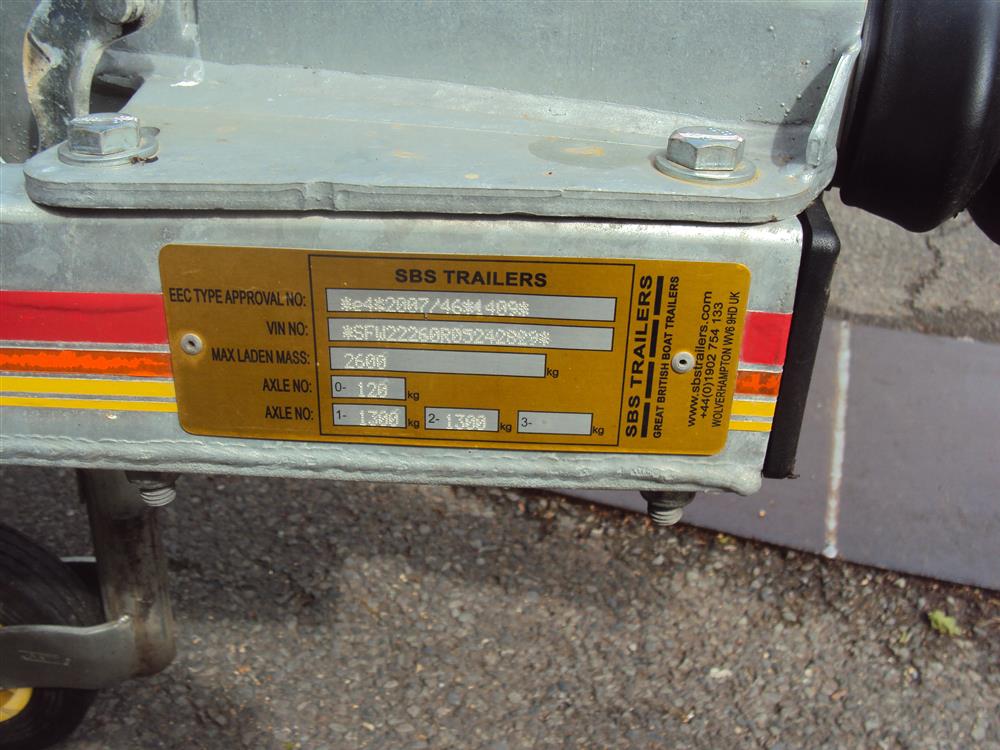 SBS TRAILERS
EEC TYPE APPROVAL NO: *e4*2007/46*1409*
VIN NO: *SFW22260R05242829*
MAX LADEN MASS: 2600 kg
AXLE NO: 0- 120 kg
AXLE NO: 1- 1300 kg 2- 1300 kg 3- kg
SBS TRAILERS
GREAT BRITISH BOAT TRAILERS
www.sbstrailers.com
+44(0)1902 754 133
WOLVERHAMPTON WV6 9HD UK